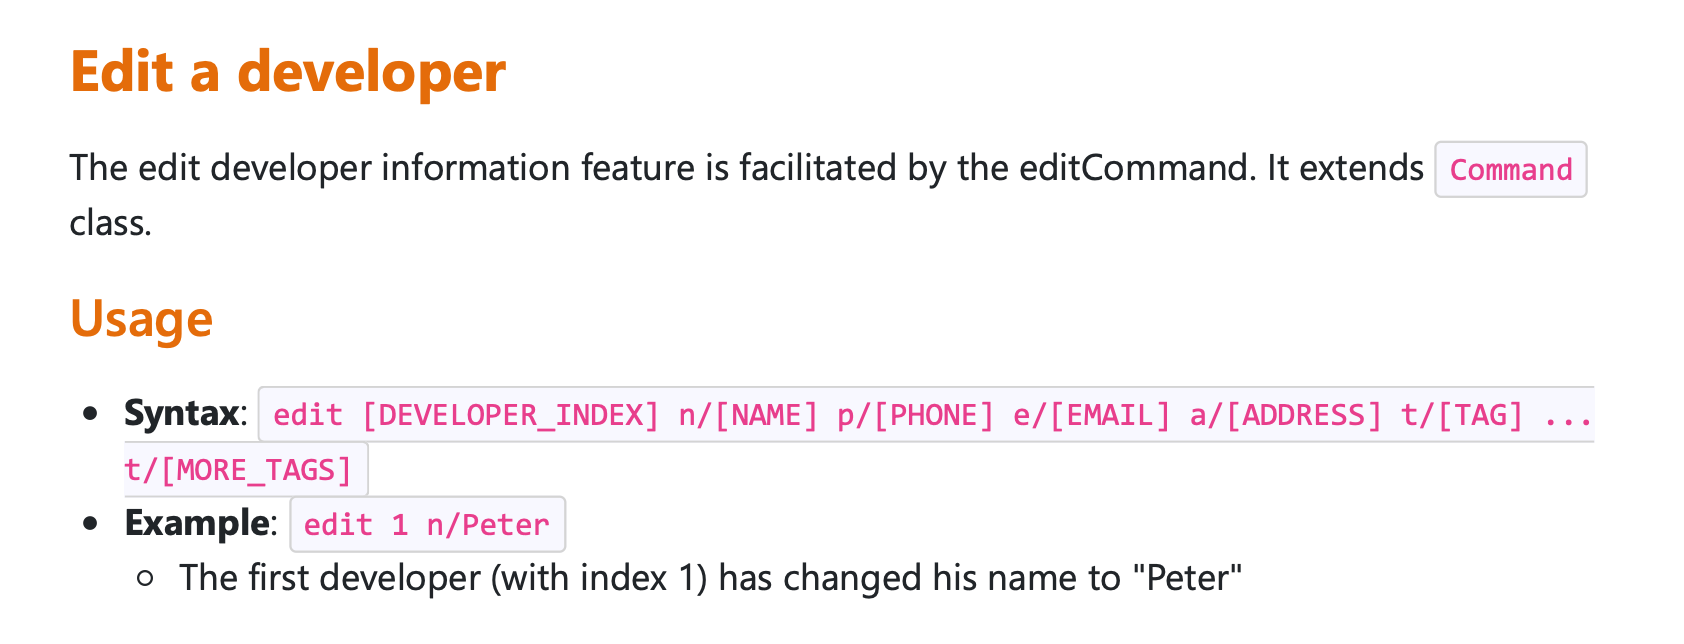 Edit a developer
The edit developer information feature is facilitated by the editCommand. It extends Command
class.
Usage
• Syntax: edit [DEVELOPER_INDEX] n/[NAME] p/[PHONE] e/[EMAIL] a/[ADDRESS] t/[TAG] ...
t/[MORE_TAGS]
• Example: edit 1 n/Peter
○ The first developer (with index 1) has changed his name to "Peter"